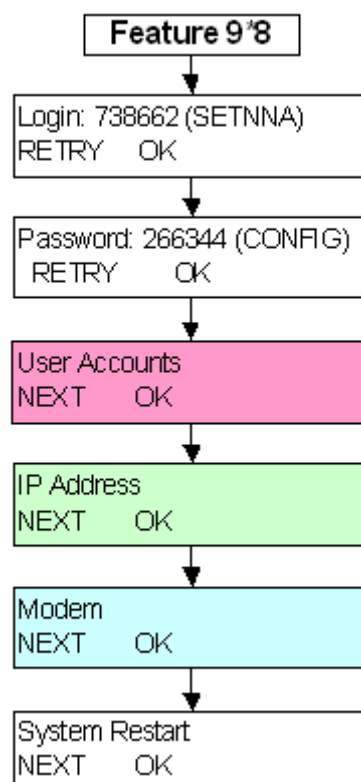 Feature 9*8
Login: 738662 (SETNNA)
RETRY OK
Password: 266344 (CONFIG)
RETRY OK
User Accounts
NEXT OK
IP Address
NEXT OK
Modem
NEXT OK
System Restart
NEXT OK